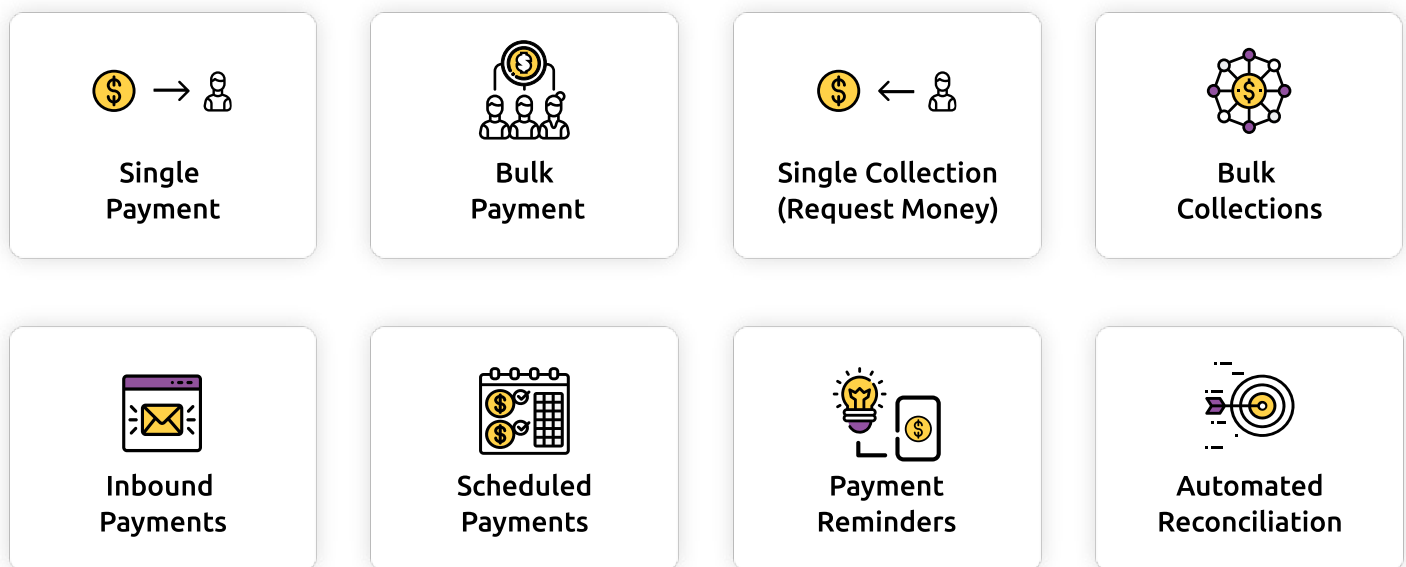 Single
Payment
Bulk
Payment
Single Collection
(Request Money)
Bulk
Collections
Inbound
Payments
Scheduled
Payments
Payment
Reminders
Automated
Reconciliation